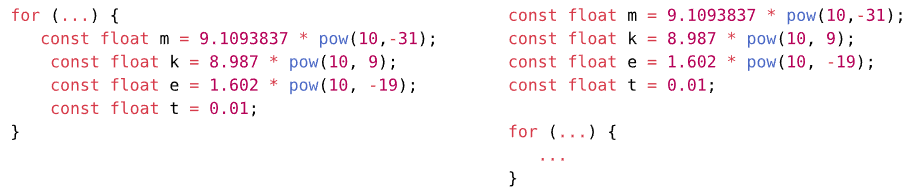 for (...) {
const float m = 9.1093837 * pow(10,-31);
const float k = 8.987 * pow(10, 9);
const float e = 1.602 * pow(10, -19);
const float t = 0.01;
}
const float m = 9.1093837 * pow(10,-31);
const float k = 8.987 * pow(10, 9);
const float e = 1.602 * pow(10, -19);
const float t = 0.01;
for (...) {
...
}